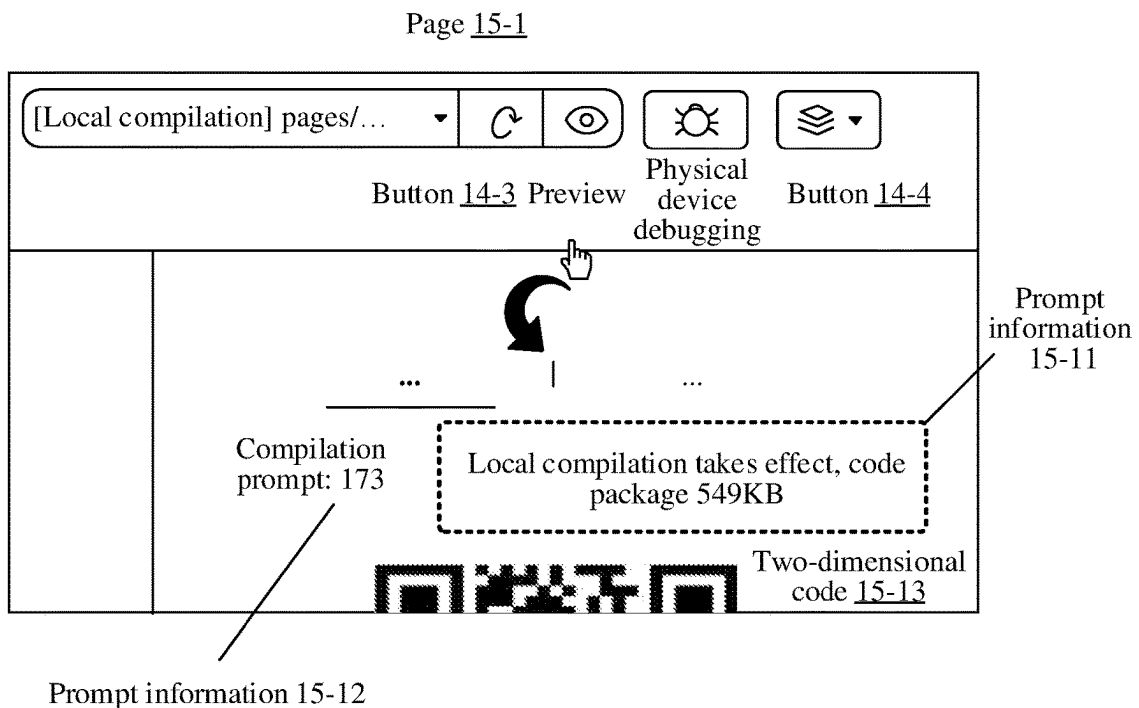 Page 15-1
[Local compilation] pages/...
Button 14-3
Preview
Physical
device
debugging
Button 14-4
Prompt
information
15-11
...
|
...
Compilation
prompt: 173
Local compilation takes effect, code
package 549KB
Two-dimensional
code 15-13
Prompt information 15-12